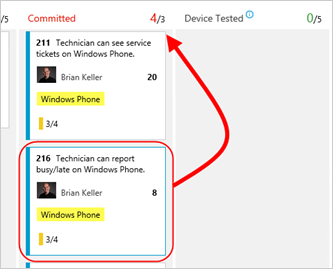 /5 Committed 4/3 Device Tested 0/5
211 Technician can see service
tickets on Windows Phone.
Brian Keller 20
Windows Phone
3/4
216 Technician can report
busy/late on Windows Phone.
Brian Keller 8
Windows Phone
3/4